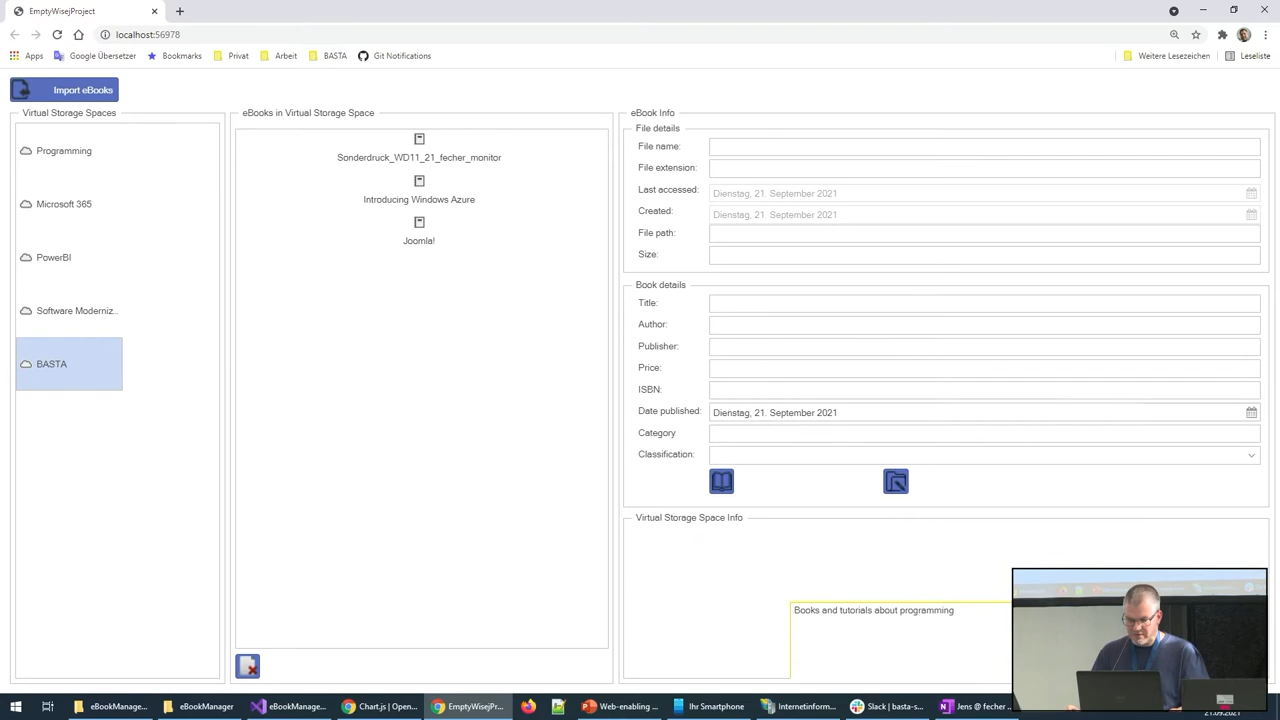 EmptyWisejProject
localhost:56978
Apps
Google Übersetzer
Bookmarks
Privat
Arbeit
BASTA
Git Notifications
Weitere Lesezeichen
Leseliste
Import eBooks
Virtual Storage Spaces
Programming
Microsoft 365
PowerBI
Software Moderniz..
BASTA
eBooks in Virtual Storage Space
Sonderdruck_WD11_21_fecher_monitor
Introducing Windows Azure
Joomla!
eBook Info
File details
File name:
File extension:
Last accessed: Dienstag, 21. September 2021
Created: Dienstag, 21. September 2021
File path:
Size:
Book details
Title:
Author:
Publisher:
Price:
ISBN:
Date published: Dienstag, 21. September 2021
Category
Classification:
Virtual Storage Space Info
Books and tutorials about programming
eBookManage...
eBookManager
eBookManage...
Chart.js | Open...
EmptyWisejPr...
Web-enabling ...
Ihr Smartphone
Internetinform...
Slack | basta-s...
Jens @ fecher ...
21.09.2021